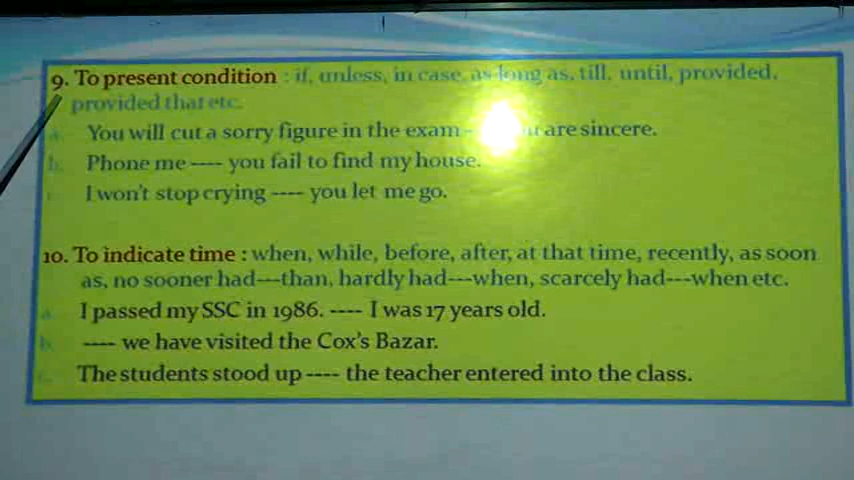 9. To present condition : if, unless, in case, as long as, till, until, provided,
provided that etc.
a. You will cut a sorry figure in the exam - are sincere.
b. Phone me ---- you fail to find my house.
c. I won't stop crying ---- you let me go.
10. To indicate time : when, while, before, after, at that time, recently, as soon
as, no sooner had---than, hardly had---when, scarcely had---when etc.
a. I passed my SSC in 1986. ---- I was 17 years old.
b. ---- we have visited the Cox's Bazar.
c. The students stood up ---- the teacher entered into the class.